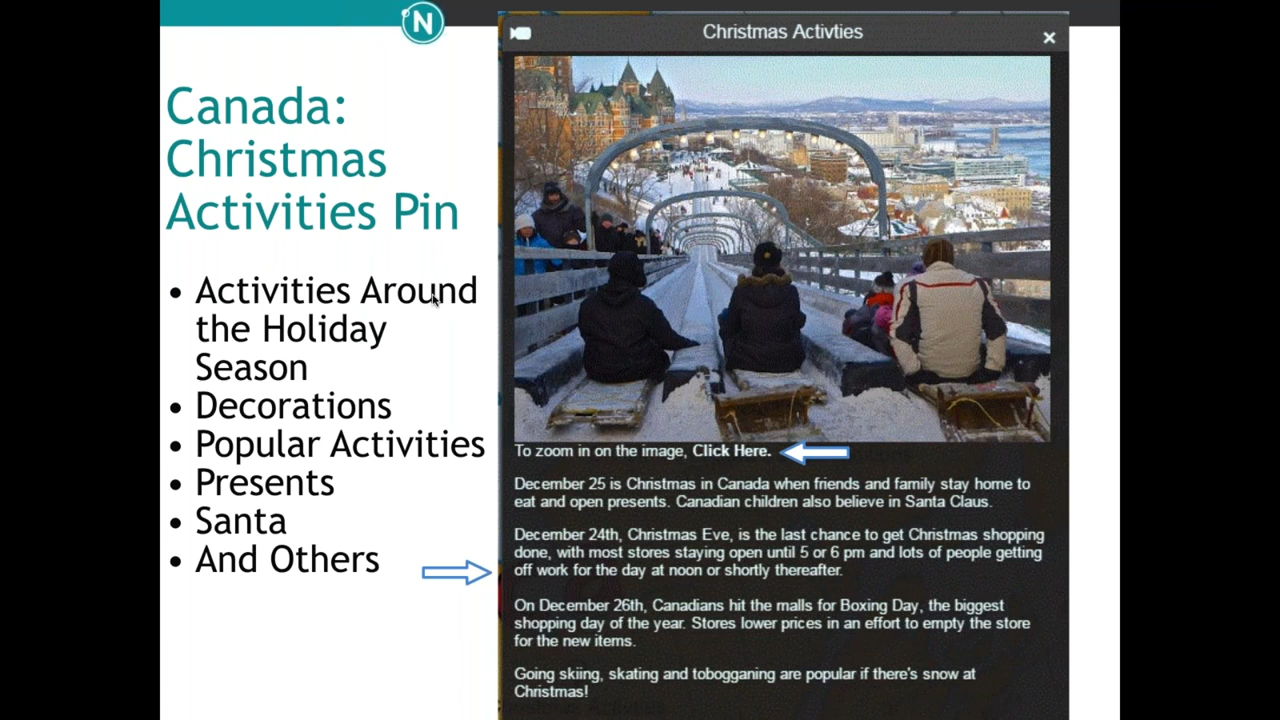 N
Christmas Activties
Canada:
Christmas
Activities Pin
• Activities Around
the Holiday
Season
• Decorations
• Popular Activities
• Presents
• Santa
• And Others
To zoom in on the image, Click Here.
December 25 is Christmas in Canada when friends and family stay home to
eat and open presents. Canadian children also believe in Santa Claus.
December 24th, Christmas Eve, is the last chance to get Christmas shopping
done, with most stores staying open until 5 or 6 pm and lots of people getting
off work for the day at noon or shortly thereafter.
On December 26th, Canadians hit the malls for Boxing Day, the biggest
shopping day of the year. Stores lower prices in an effort to empty the store
for the new items.
Going skiing, skating and tobogganing are popular if there's snow at
Christmas!